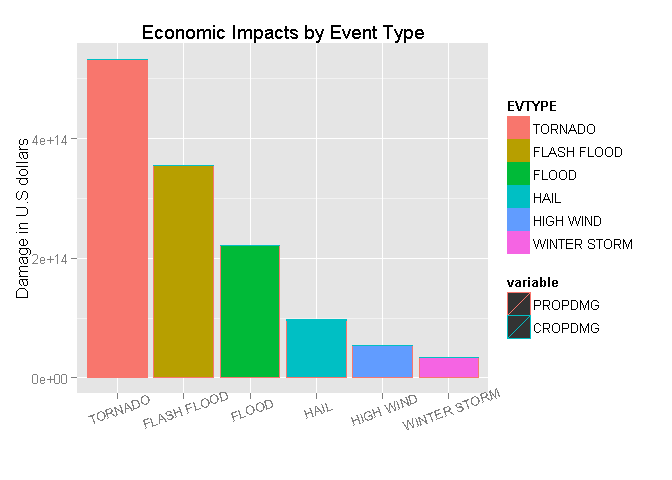 Economic Impacts by Event Type
Damage in U.S dollars
4e+14
2e+14
0e+00
TORNADO
FLASH FLOOD
FLOOD
HAIL
HIGH WIND
WINTER STORM
EVTYPE
TORNADO
FLASH FLOOD
FLOOD
HAIL
HIGH WIND
WINTER STORM
variable
PROPDMG
CROPDMG